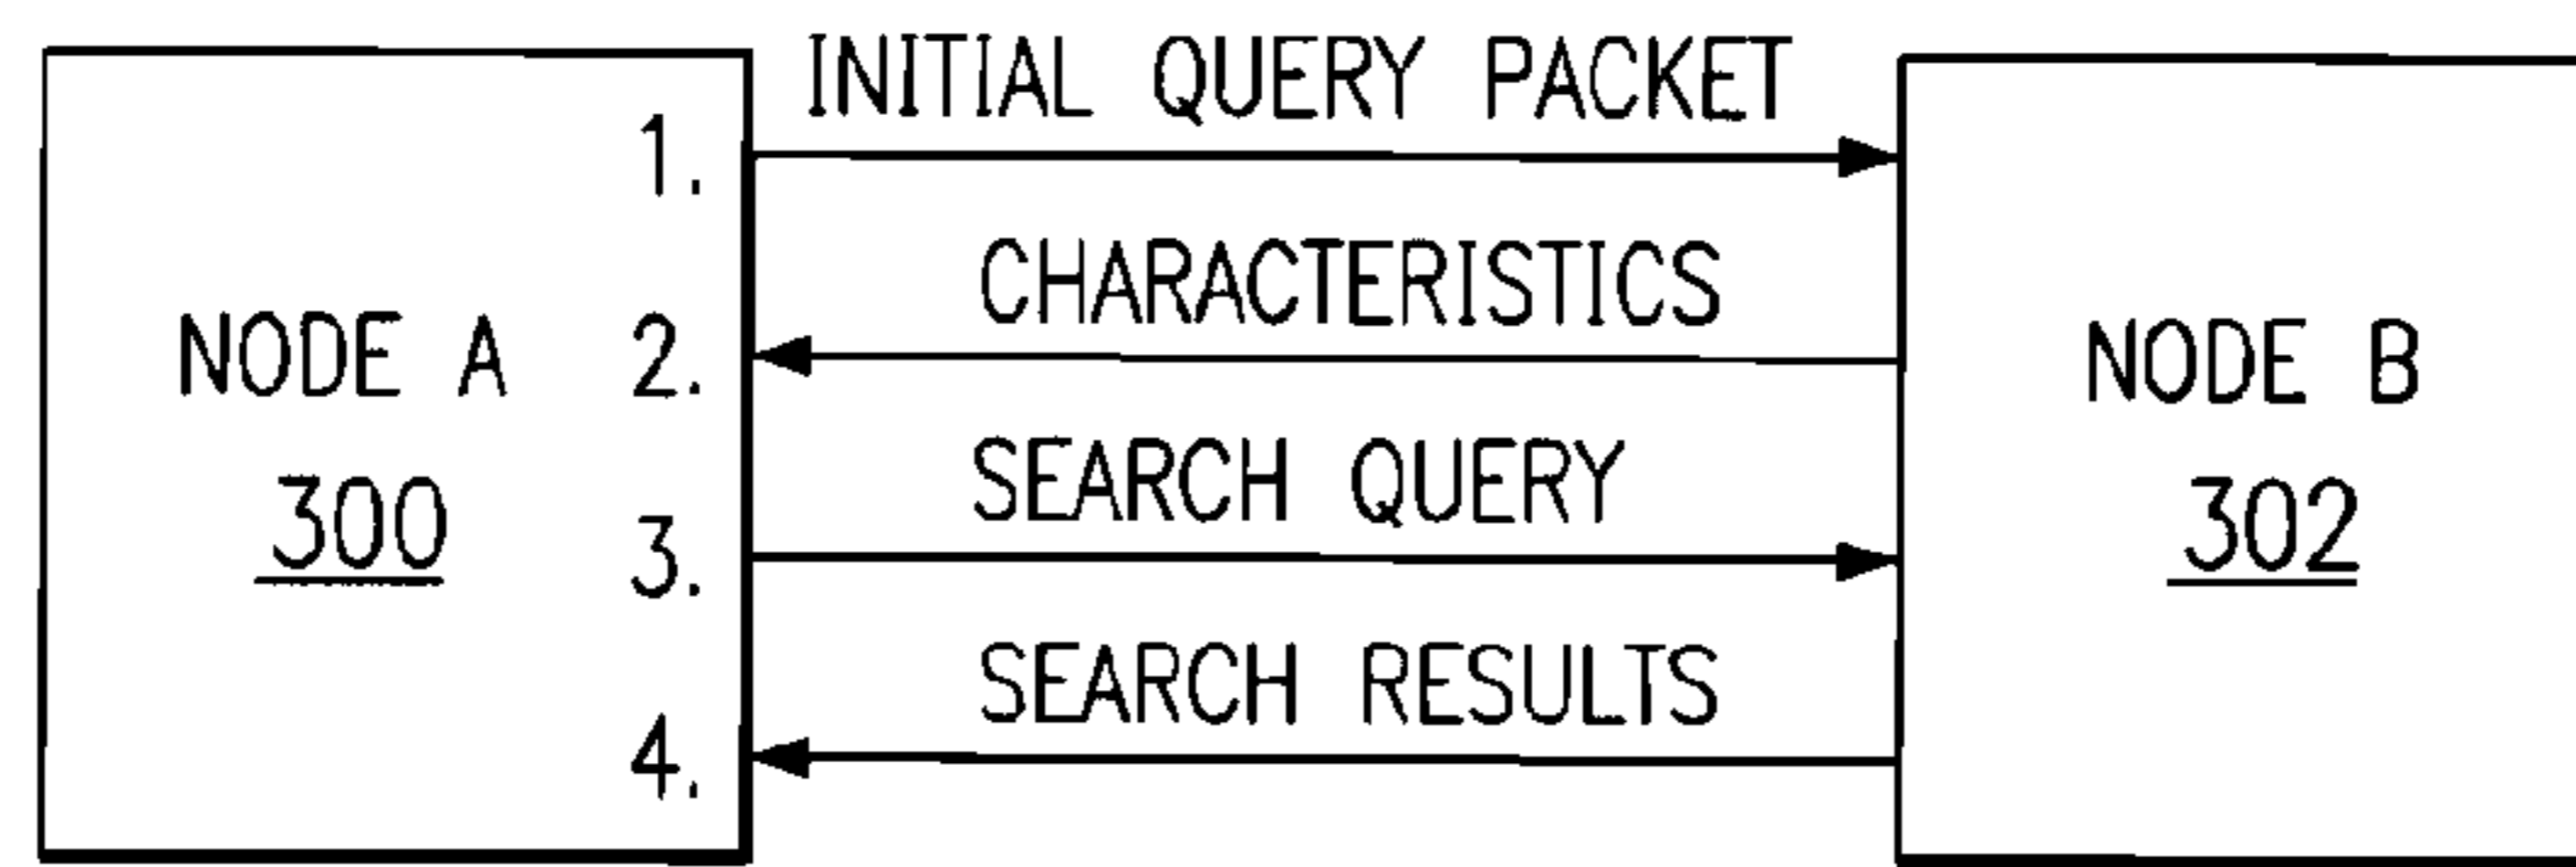 INITIAL QUERY PACKET
1.
CHARACTERISTICS
NODE A 2. NODE B
SEARCH QUERY
300 3. 302
SEARCH RESULTS
4.